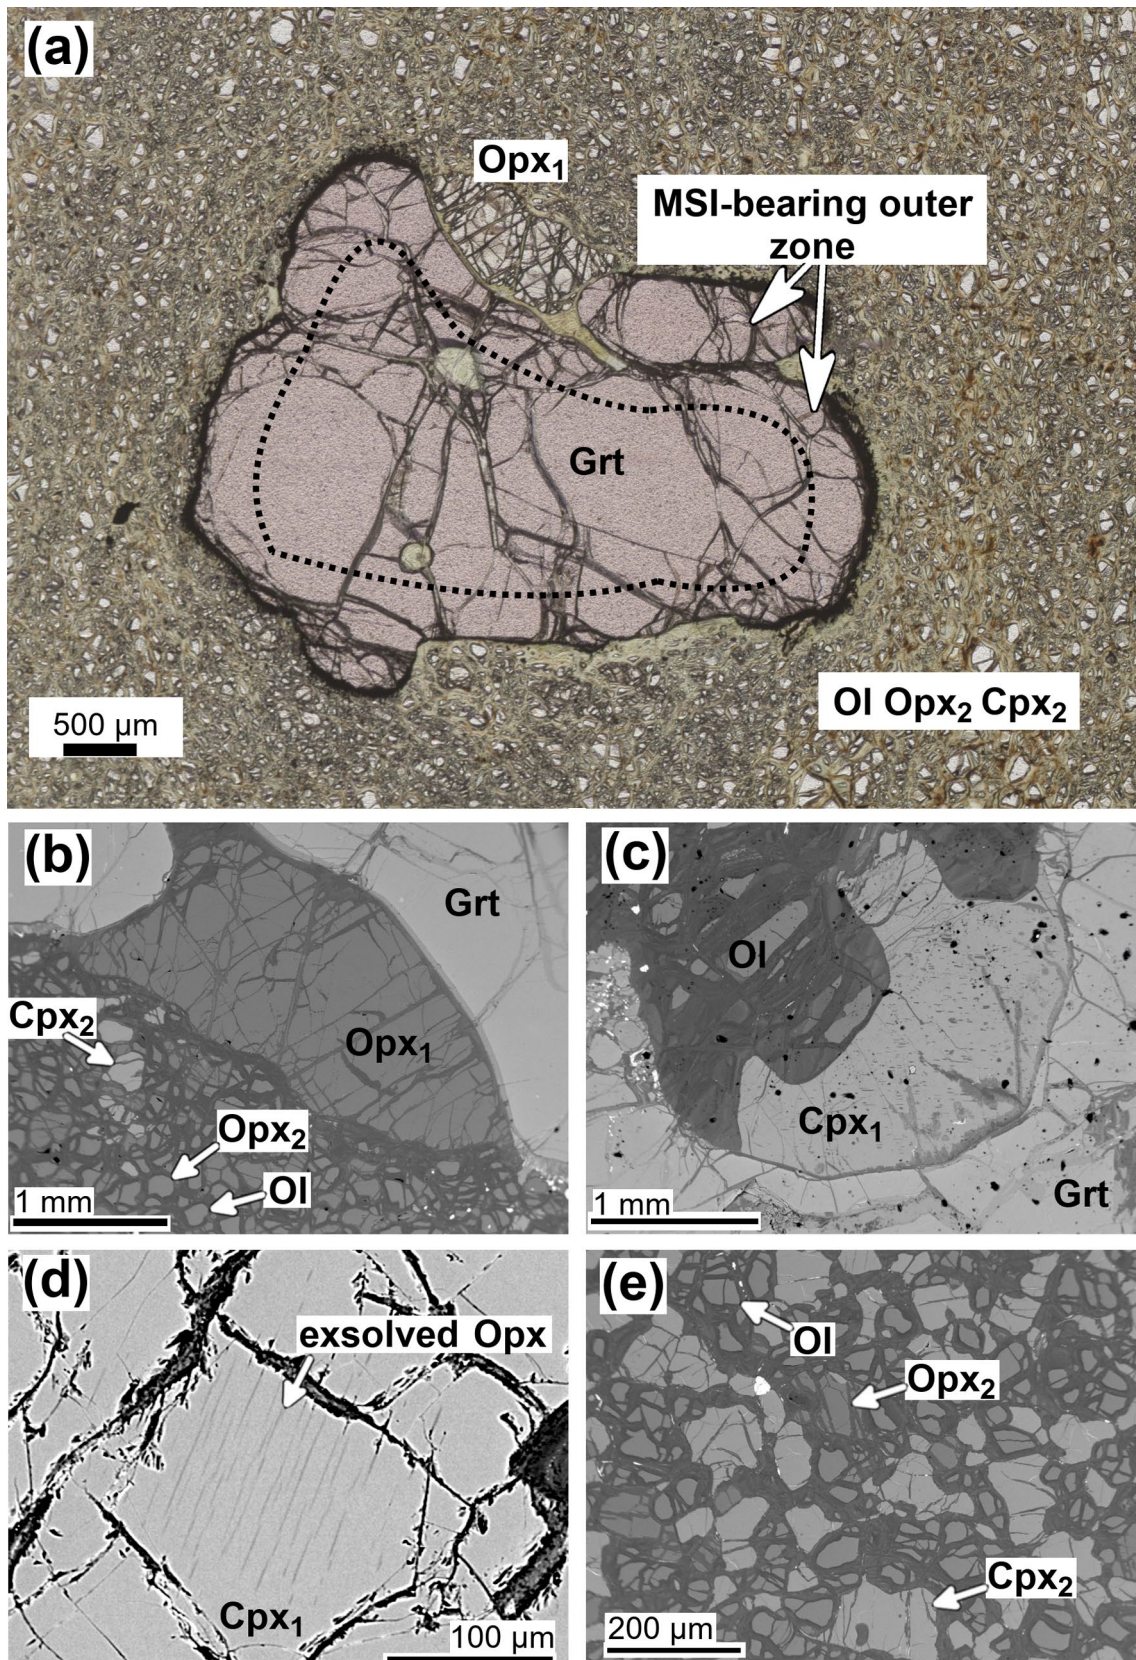 (a)
Opx₁
MSI-bearing outer
zone
Grt
Ol Opx₂ Cpx₂
500 µm
(b)
Grt
Cpx₂
Opx₁
Opx₂
Ol
1 mm
(c)
Ol
Cpx₁
Grt
1 mm
(d)
exsolved Opx
Cpx₁
100 µm
(e)
Ol
Opx₂
Cpx₂
200 µm